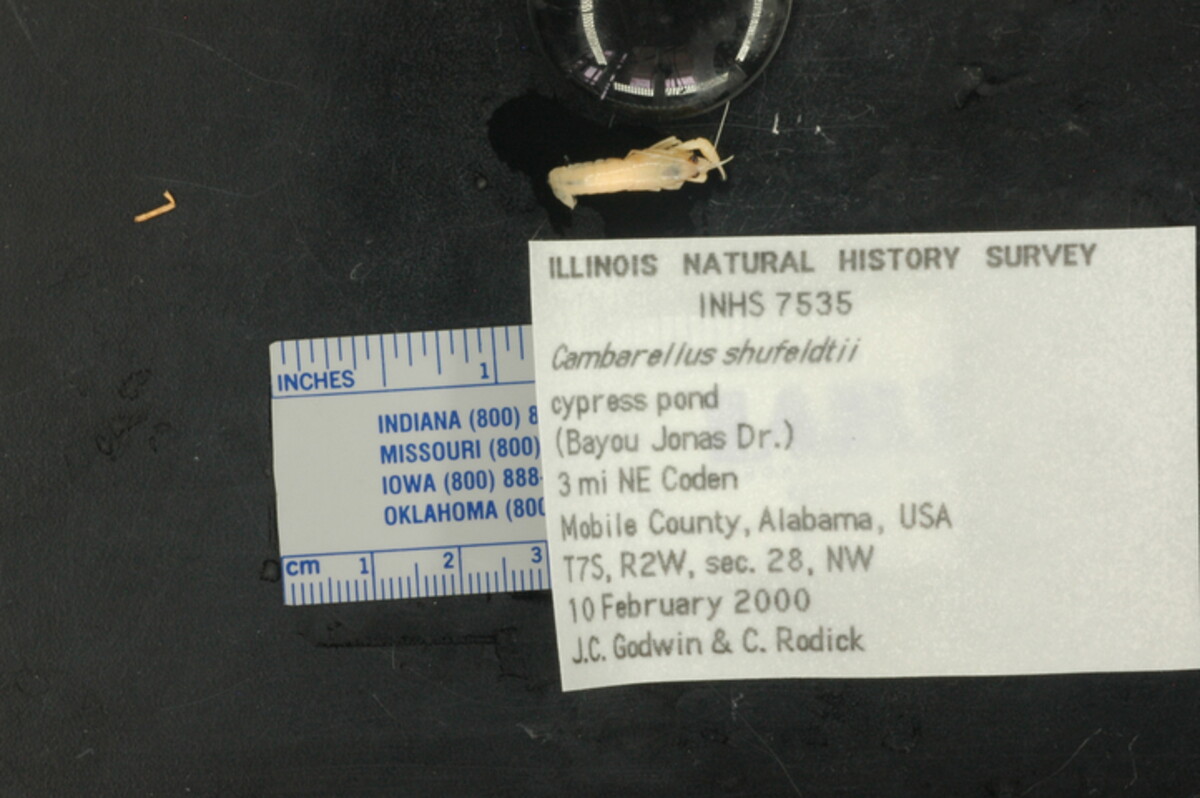 ILLINOIS NATURAL HISTORY SURVEY
INHS 7535
Cambarellus shufeldtii
cypress pond
(Bayou Jonas Dr.)
3 mi NE Coden
Mobile County, Alabama, USA
T7S, R2W, sec. 28, NW
10 February 2000
J.C. Godwin & C. Rodick
INCHES 1
INDIANA (800) 8
MISSOURI (800)
IOWA (800) 888-
OKLAHOMA (800
cm 1 2 3